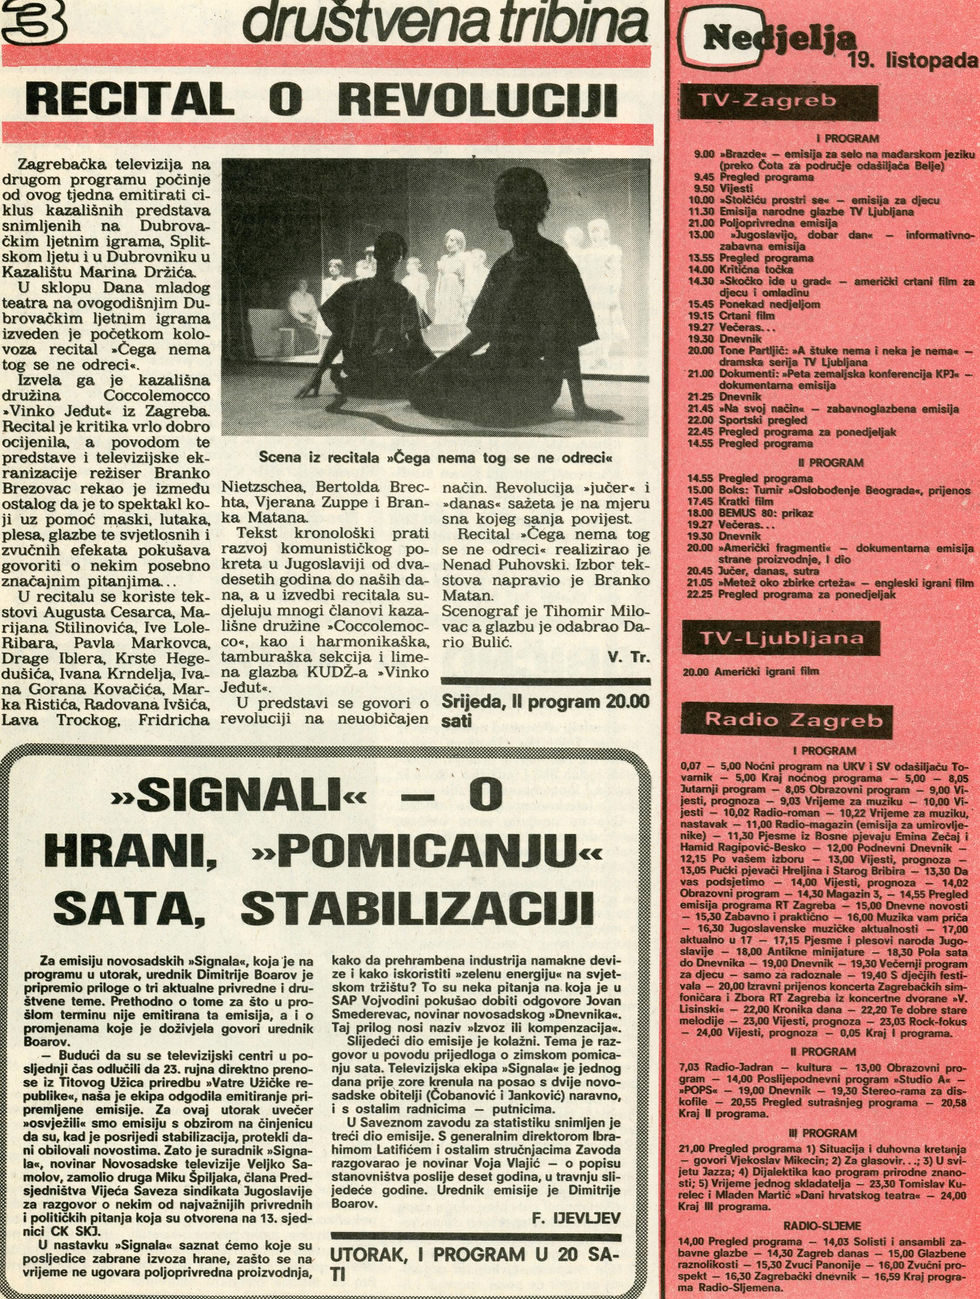 3
društvena tribina
RECITAL O REVOLUCIJI
Zagrebačka televizija na
drugom programu počinje
od ovog tjedna emitirati ci-
klus kazališnih predstava
snimljenih na Dubrova-
čkim ljetnim igrama, Split-
skom ljetu i u Dubrovniku u
Kazalištu Marina Držića.
U sklopu Dana mladog
teatra na ovogodišnjim Du-
brovačkim ljetnim igrama
izveden je početkom kolo-
voza recital »Čega nema
tog se ne odreci«.
Izvela ga je kazališna
družina Coccolemocco
»Vinko Jeđut« iz Zagreba.
Recital je kritika vrlo dobro
ocijenila, a povodom te
predstave i televizijske ek-
ranizacije režiser Branko
Brezovac rekao je između
ostalog da je to spektakl ko-
ji uz pomoć maski, lutaka,
plesa, glazbe te svjetlosnih i
zvučnih efekata pokušava
govoriti o nekim posebno
značajnim pitanjima...
U recitalu se koriste tek-
stovi Augusta Cesarca, Ma-
rijana Stilinovića, Ive Lole-
Ribara, Pavla Markovca,
Drage Iblera, Krste Hege-
dušića, Ivana Krndelja, Iva-
na Gorana Kovačića, Mar-
ka Ristića, Radovana Ivšića,
Lava Trockog, Fridricha
Scena iz recitala »Čega nema tog se ne odreci«
Nietzschea, Bertolda Brec-
hta, Vjerana Zuppe i Bran-
ka Matana.
Tekst kronološki prati
razvoj komunističkog po-
kreta u Jugoslaviji od dva-
desetih godina do naših da-
na, a u izvedbi recitala su-
djeluju mnogi članovi kaza-
lišne družine »Coccolemoc-
co«, kao i harmonikaška,
tamburaška sekcija i lime-
na glazba KUDŽ-a »Vinko
Jeđut«.
U predstavi se govori o
revoluciji na neuobičajen
način. Revolucija »jučer« i
»danas« sažeta je na mjeru
sna kojeg sanja povijest.
Recital »Čega nema tog
se ne odreci« realizirao je
Nenad Puhovski. Izbor tek-
stova napravio je Branko
Matan.
Scenograf je Tihomir Milo-
vac a glazbu je odabrao Da-
rio Bulić.
V. Tr.
Srijeda, II program 20.00
sati
»SIGNALI« — O
HRANI, »POMICANJU«
SATA, STABILIZACIJI
Za emisiju novosadskih »Signala«, koja je na
programu u utorak, urednik Dimitrije Boarov je
pripremio priloge o tri aktualne privredne i dru-
štvene teme. Prethodno o tome za što u pro-
šlom terminu nije emitirana ta emisija, a i o
promjenama koje je doživjela govori urednik
Boarov.
— Budući da su se televizijski centri u po-
sljednji čas odlučili da 23. rujna direktno preno-
se iz Titovog Užica priredbu »Vatre Užičke re-
publike«, naša je ekipa odgodila emitiranje pri-
premljene emisije. Za ovaj utorak uvečer
»osvježili« smo emisiju s obzirom na činjenicu
da su, kad je posrijedi stabilizacija, protekli da-
ni obilovali novostima. Zato je suradnik »Signa-
la«, novinar Novosadske televizije Veljko Sa-
molov, zamolio druga Miku Špiljaka, člana Pred-
sjedništva Vijeća Saveza sindikata Jugoslavije
za razgovor o nekim od najvažnijih privrednih
i političkih pitanja koja su otvorena na 13. sjed-
nici CK SKJ.
U nastavku »Signala« saznat ćemo koje su
posljedice zabrane izvoza hrane, zašto se na
vrijeme ne ugovara poljoprivredna proizvodnja,
kako da prehrambena industrija namakne devi-
ze i kako iskoristiti »zelenu energiju« na svjet-
skom tržištu? To su neka pitanja na koja je u
SAP Vojvodini pokušao dobiti odgovore Jovan
Smederevac, novinar novosadskog »Dnevnika«.
Taj prilog nosi naziv »Izvoz ili kompenzacija«.
Slijedeći dio emisije je kolažni. Tema je raz-
govor u povodu prijedloga o zimskom pomica-
nju sata. Televizijska ekipa »Signala« je jednog
dana prije zore krenula na posao s dvije novo-
sadske obitelji (Čobanović i Janković) naravno,
i s ostalim radnicima — putnicima.
U Saveznom zavodu za statistiku snimljen je
treći dio emisije. S generalnim direktorom Ibra-
himom Latifićem i ostalim stručnjacima Zavoda
razgovarao je novinar Voja Vlajić — o popisu
stanovništva poslije deset godina, u travnju sli-
jedeće godine. Urednik emisije je Dimitrije
Boarov.
F. IJEVLJEV
UTORAK, I PROGRAM U 20 SA-
TI
Nedjelja
19. listopada
TV-Zagreb
I PROGRAM
9.00 »Brazde« — emisija za selo na mađarskom jeziku
(preko Čota za područje odašiljača Belje)
9.45 Pregled programa
9.50 Vijesti
10.00 »Stolčiću prostri se« — emisija za djecu
11.30 Emisija narodne glazbe TV Ljubljana
21.00 Poljoprivredna emisija
13.00 »Jugoslavijo, dobar dan« — informativno-
zabavna emisija
13.55 Pregled programa
14.00 Kritična točka
14.30 »Skočko ide u grad« — američki crtani film za
djecu i omladinu
15.45 Ponekad nedjeljom
19.15 Crtani film
19.27 Večeras...
19.30 Dnevnik
20.00 Tone Partljič: »A štuke nema i neka je nema« —
dramska serija TV Ljubljana
21.00 Dokumenti: »Peta zemaljska konferencija KPJ« —
dokumentarna emisija
21.25 Dnevnik
21.45 »Na svoj način« — zabavnoglazbena emisija
22.00 Sportski pregled
22.45 Pregled programa za ponedjeljak
14.55 Pregled programa
II PROGRAM
14.55 Pregled programa
15.00 Boks: Turnir »Oslobođenje Beograda«, prijenos
17.45 Kratki film
18.00 BEMUS 80: prikaz
19.27 Večeras...
19.30 Dnevnik
20.00 »Američki fragmenti« — dokumentarna emisija
strane proizvodnje, I dio
20.45 Jučer, danas, sutra
21.05 »Metež oko zbirke crteža« — engleski igrani film
22.25 Pregled programa za ponedjeljak
TV-Ljubljana
20.00 Američki igrani film
Radio Zagreb
I PROGRAM
0,07 — 5,00 Noćni program na UKV i SV odašiljaču To-
varnik — 5,00 Kraj noćnog programa — 5,00 — 8,05
Jutarnji program — 8,05 Obrazovni program — 9,00 Vi-
jesti, prognoza — 9,03 Vrijeme za muziku — 10,00 Vi-
jesti — 10,02 Radio-roman — 10,22 Vrijeme za muziku,
nastavak — 11,00 Radio-magazin (emisija za umirovlje-
nike) — 11,30 Pjesme iz Bosne pjevaju Emina Zečaj i
Hamid Ragipović-Besko — 12,00 Podnevni Dnevnik —
12,15 Po vašem izboru — 13,00 Vijesti, prognoza —
13,05 Pučki pjevači Hreljina i Starog Bribira — 13,30 Da
vas podsjetimo — 14,00 Vijesti, prognoza — 14,02
Obrazovni program — 14,30 Magazin 3, — 14,55 Pregled
emisija programa RT Zagreba — 15,00 Dnevne novosti
— 15,30 Zabavno i praktično — 16,00 Muzika vam priča
— 16,30 Jugoslavenske muzičke aktualnosti — 17,00
aktualno u 17 — 17,15 Pjesme i plesovi naroda Jugo-
slavije — 18,00 Antikne minijature — 18,30 Pola sata
do Dnevnika — 19,00 Dnevnik — 19,30 Večernji program
za djecu — samo za radoznale — 19,40 S dječjih festi-
vala — 20,00 Izravni prijenos koncerta Zagrebačkih sim-
foničara i Zbora RT Zagreba iz koncertne dvorane »V.
Lisinski« — 22,00 Kronika dana — 22,20 Te dobre stare
melodije — 23,00 Vijesti, prognoza — 23,03 Rock-fokus
— 24,00 Vijesti, prognoza — 0,05 Kraj I programa.
II PROGRAM
7,03 Radio-Jadran — kultura — 13,00 Obrazovni pro-
gram — 14,00 Poslijepodnevni program »Studio A« —
»POPS« — 19,00 Dnevnik — 19,30 Stereo-rama za dis-
kofile — 20,55 Pregled sutrašnjeg programa — 20,58
Kraj II programa.
III PROGRAM
21,00 Pregled programa 1) Situacija i duhovna kretanja
— govori Vjekoslav Mikecin; 2) Za glasovir...; 3) U svi-
jetu Jazza; 4) Dijalektika kao program prirodne znano-
sti; 5) Vrijeme jednog skladatelja — 23,30 Tomislav Ku-
relec i Mladen Martić »Dani hrvatskog teatra« — 24,00
Kraj III programa.
RADIO-SLJEME
14,00 Pregled programa — 14,03 Solisti i ansambli za-
bavne glazbe — 14,30 Zagreb danas — 15,00 Glazbene
raznolikosti — 15,30 Zvuci Panonije — 16,00 Zvučni pro-
spekt — 16,30 Zagrebački dnevnik — 16,59 Kraj progra-
ma Radio-Sljemena.